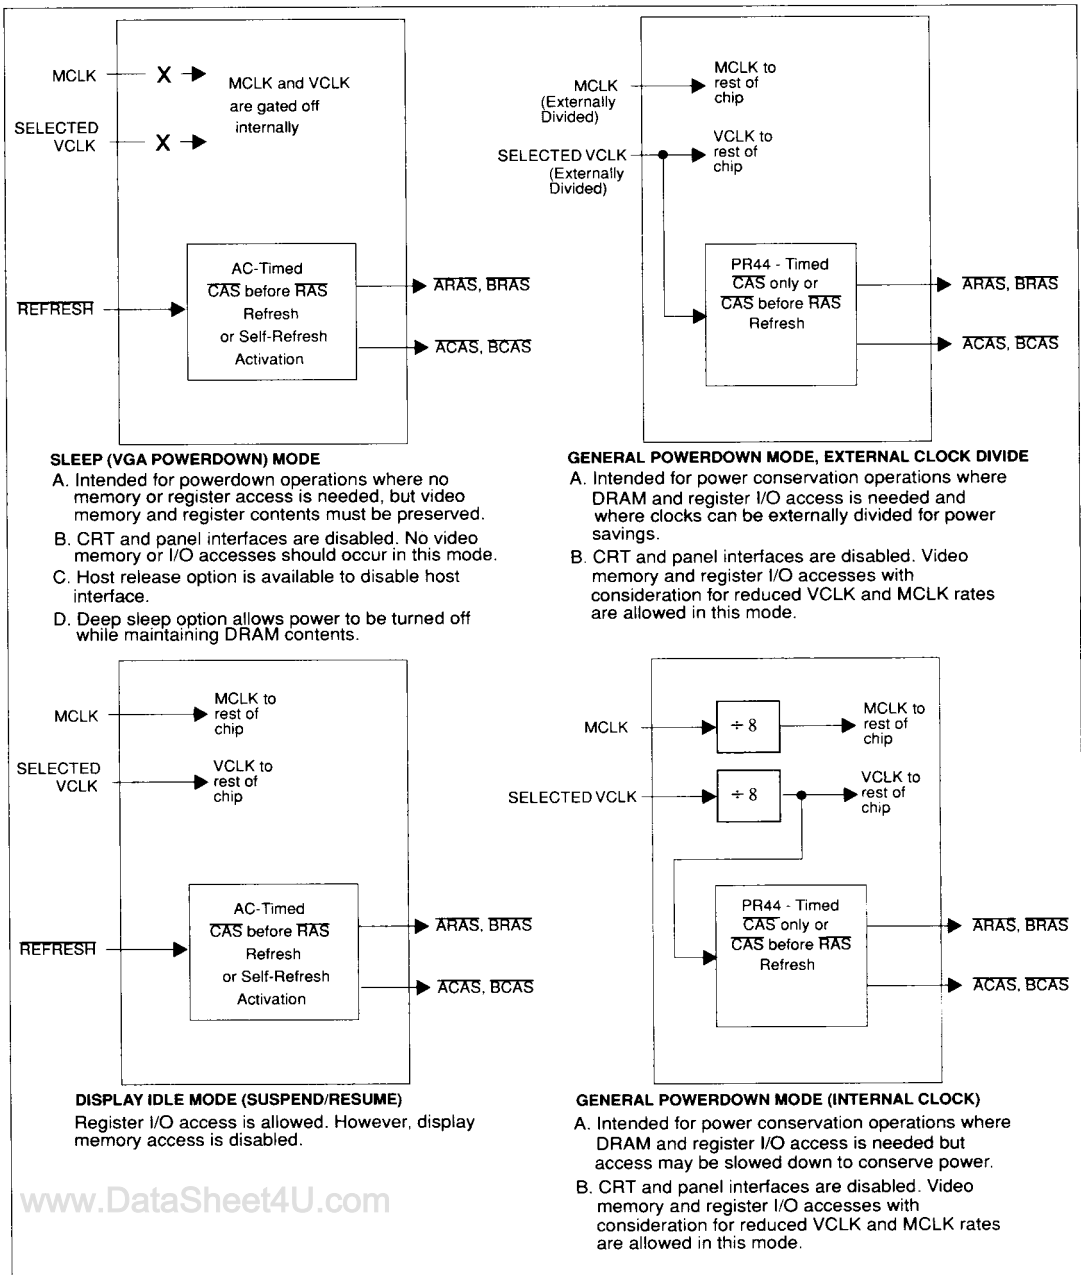 MCLK
X
MCLK and VCLK
are gated off
internally
SELECTED
VCLK
X
REFRESH
AC-Timed
CAS before RAS
Refresh
or Self-Refresh
Activation
ARAS, BRAS
ACAS, BCAS
SLEEP (VGA POWERDOWN) MODE
A. Intended for powerdown operations where no
memory or register access is needed, but video
memory and register contents must be preserved.
B. CRT and panel interfaces are disabled. No video
memory or I/O accesses should occur in this mode.
C. Host release option is available to disable host
interface.
D. Deep sleep option allows power to be turned off
while maintaining DRAM contents.
MCLK
(Externally
Divided)
MCLK to
rest of
chip
SELECTED VCLK
(Externally
Divided)
VCLK to
rest of
chip
PR44 - Timed
CAS only or
CAS before RAS
Refresh
ARAS, BRAS
ACAS, BCAS
GENERAL POWERDOWN MODE, EXTERNAL CLOCK DIVIDE
A. Intended for power conservation operations where
DRAM and register I/O access is needed and
where clocks can be externally divided for power
savings.
B. CRT and panel interfaces are disabled. Video
memory and register I/O accesses with
consideration for reduced VCLK and MCLK rates
are allowed in this mode.
MCLK
MCLK to
rest of
chip
SELECTED
VCLK
VCLK to
rest of
chip
REFRESH
AC-Timed
CAS before RAS
Refresh
or Self-Refresh
Activation
ARAS, BRAS
ACAS, BCAS
DISPLAY IDLE MODE (SUSPEND/RESUME)
Register I/O access is allowed. However, display
memory access is disabled.
MCLK
÷ 8
MCLK to
rest of
chip
SELECTED VCLK
÷ 8
VCLK to
rest of
chip
PR44 - Timed
CAS only or
CAS before RAS
Refresh
ARAS, BRAS
ACAS, BCAS
GENERAL POWERDOWN MODE (INTERNAL CLOCK)
A. Intended for power conservation operations where
DRAM and register I/O access is needed but
access may be slowed down to conserve power.
B. CRT and panel interfaces are disabled. Video
memory and register I/O accesses with
consideration for reduced VCLK and MCLK rates
are allowed in this mode.
www.DataSheet4U.com